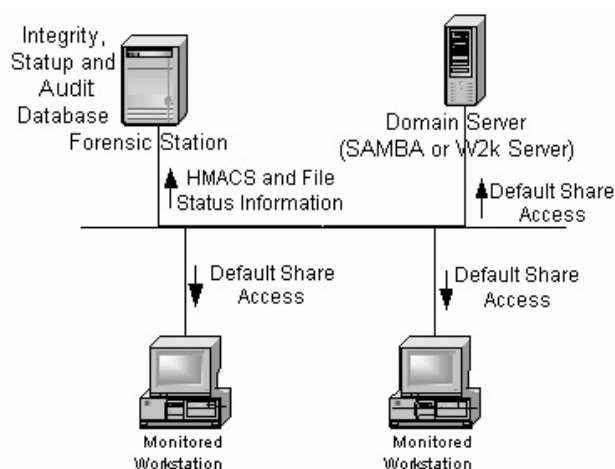 Integrity,
Statup and
Audit
Database
Forensic Station
Domain Server
(SAMBA or W2k Server)
HMACS and File
Status Information
Default Share
Access
Default Share
Access
Default Share
Access
Monitored
Workstation
Monitored
Workstation